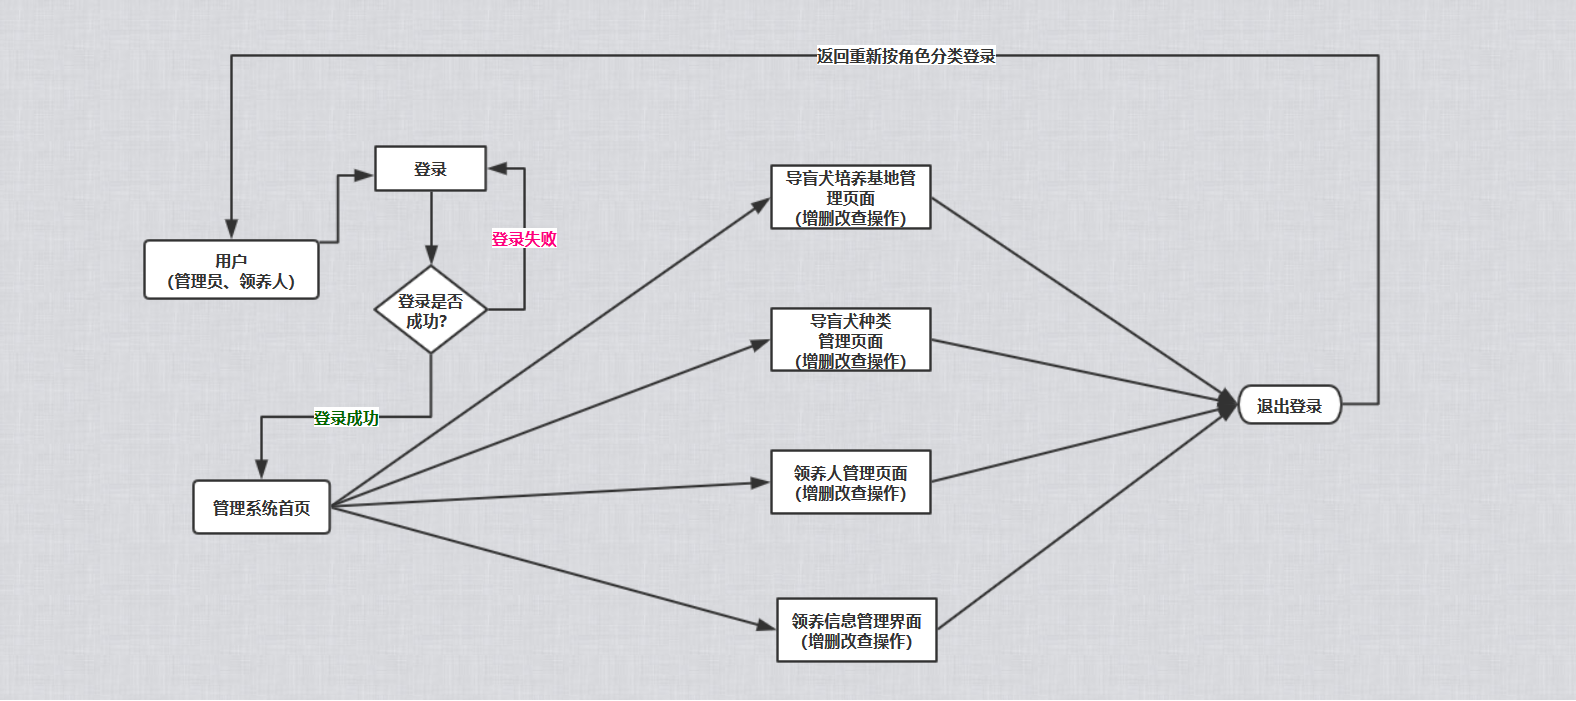 返回重新按角色分类登录
登录
导盲犬培养基地管
理页面
（增删改查操作）
登录失败
用户
（管理员、领养人）
登录是否
成功？
导盲犬种类
管理页面
（增删改查操作）
退出登录
登录成功
领养人管理页面
（增删改查操作）
管理系统首页
领养信息管理界面
（增删改查操作）